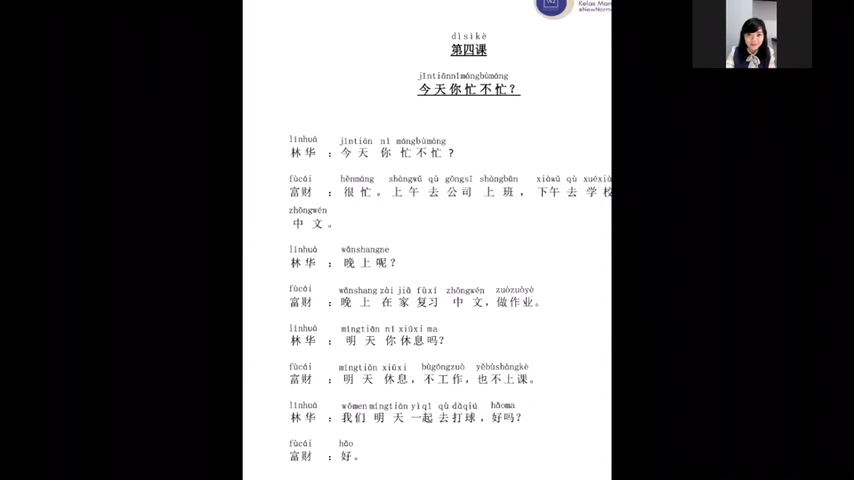 Kelas Man
#NewNorm
dìsìkè
第四课
jīntiānnǐmángbùmáng
今天你忙不忙？
línhuá jīntiān nǐ mángbùmáng
林华：今天你忙不忙？
fùcái hěnmáng shàngwǔ qù gōngsī shàngbān xiàwǔ qù xuéxià
富财：很忙。上午去公司上班，下午去学校
zhōngwén
中文。
línhuá wǎnshangne
林华：晚上呢？
fùcái wǎnshang zài jiā fùxí zhōngwén zuòzuòyè
富财：晚上在家复习中文，做作业。
línhuá míngtiān nǐ xiūxi ma
林华：明天你休息吗？
fùcái míngtiān xiūxi bùgōngzuò yěbùshàngkè
富财：明天休息，不工作，也不上课。
línhuá wǒmen míngtiān yìqǐ qù dǎqiú hǎoma
林华：我们明天一起去打球，好吗？
fùcái hǎo
富财：好。